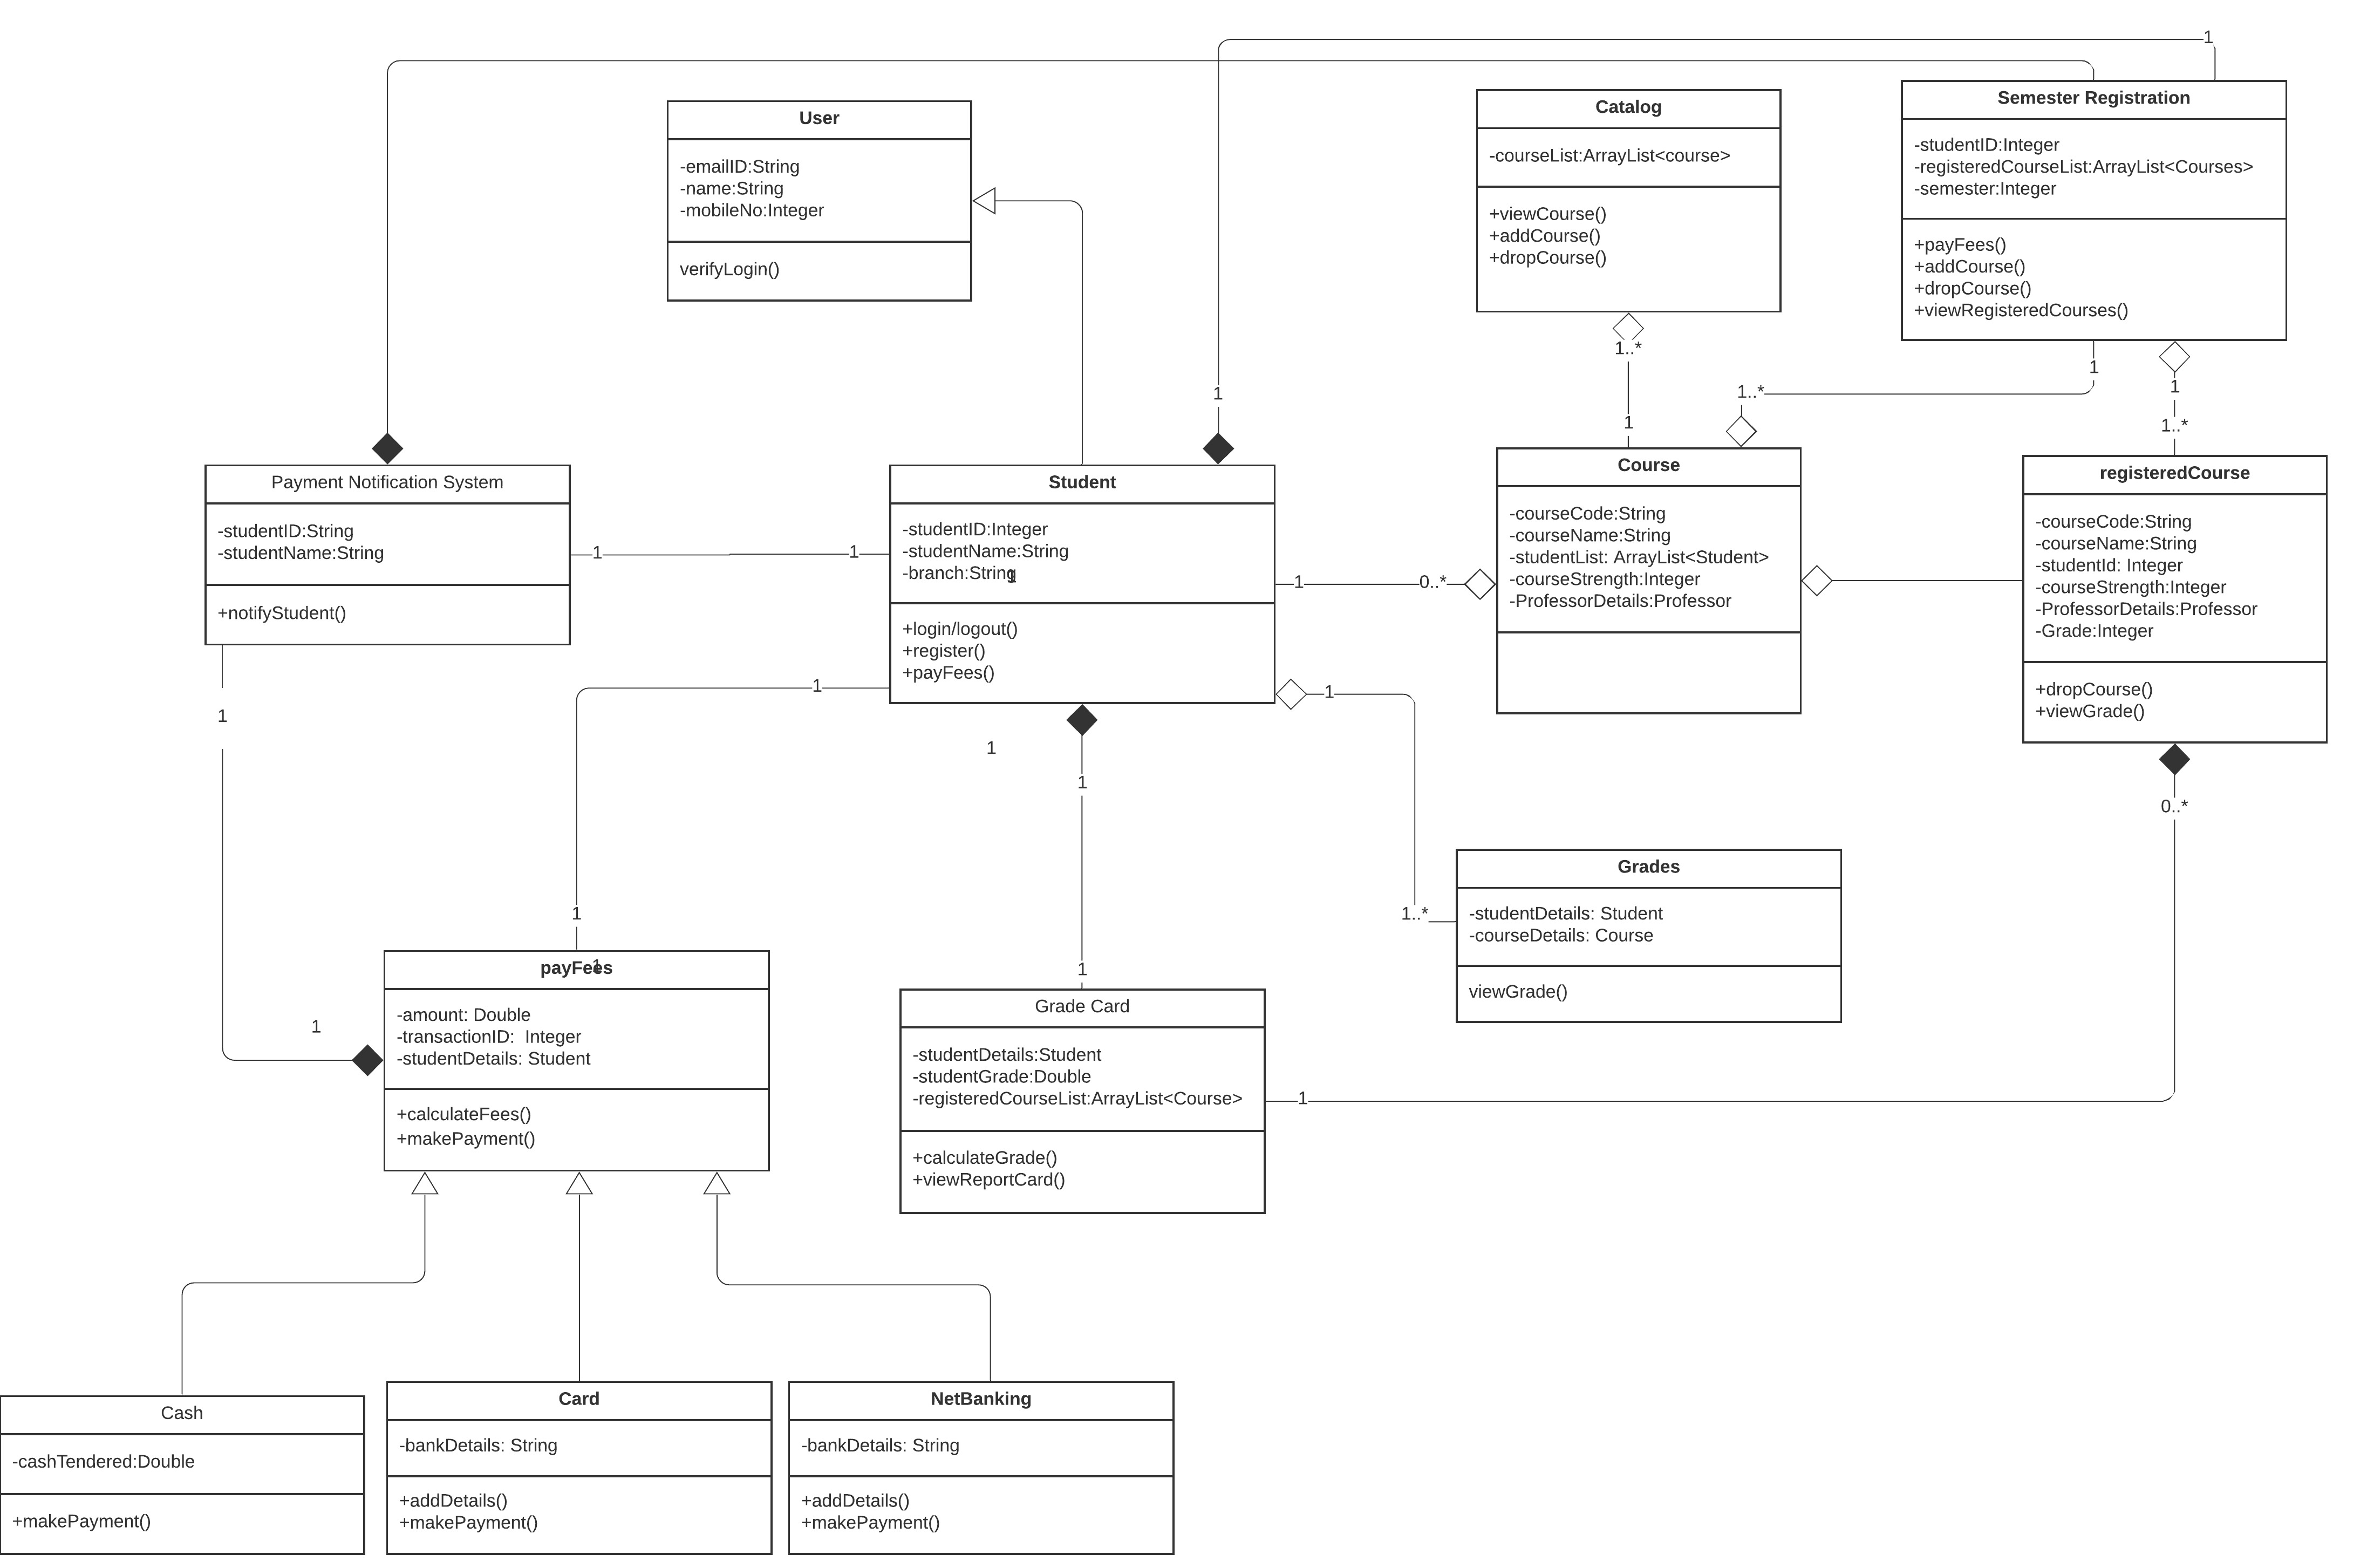 1
User
-emailID:String
-name:String
-mobileNo:Integer
verifyLogin()
Catalog
-courseList:ArrayList<course>
+viewCourse()
+addCourse()
+dropCourse()
Semester Registration
-studentID:Integer
-registeredCourseList:ArrayList<Courses>
-semester:Integer
+payFees()
+addCourse()
+dropCourse()
+viewRegisteredCourses()
1..*
1
1
1..*
1
1
1..*
1
Payment Notification System
-studentID:String
-studentName:String
+notifyStudent()
1
1
Student
-studentID:Integer
-studentName:String
-branch:String
1
+login/logout()
+register()
+payFees()
1
0..*
Course
-courseCode:String
-courseName:String
-studentList: ArrayList<Student>
-courseStrength:Integer
-ProfessorDetails:Professor
registeredCourse
-courseCode:String
-courseName:String
-studentId: Integer
-courseStrength:Integer
-ProfessorDetails:Professor
-Grade:Integer
+dropCourse()
+viewGrade()
1
1
1
1
1
0..*
1
1..*
Grades
-studentDetails: Student
-courseDetails: Course
viewGrade()
1
payFees
1
-amount: Double
-transactionID:  Integer
-studentDetails: Student
+calculateFees()
+makePayment()
1
1
Grade Card
-studentDetails:Student
-studentGrade:Double
-registeredCourseList:ArrayList<Course>
+calculateGrade()
+viewReportCard()
1
Cash
-cashTendered:Double
+makePayment()
Card
-bankDetails: String
+addDetails()
+makePayment()
NetBanking
-bankDetails: String
+addDetails()
+makePayment()